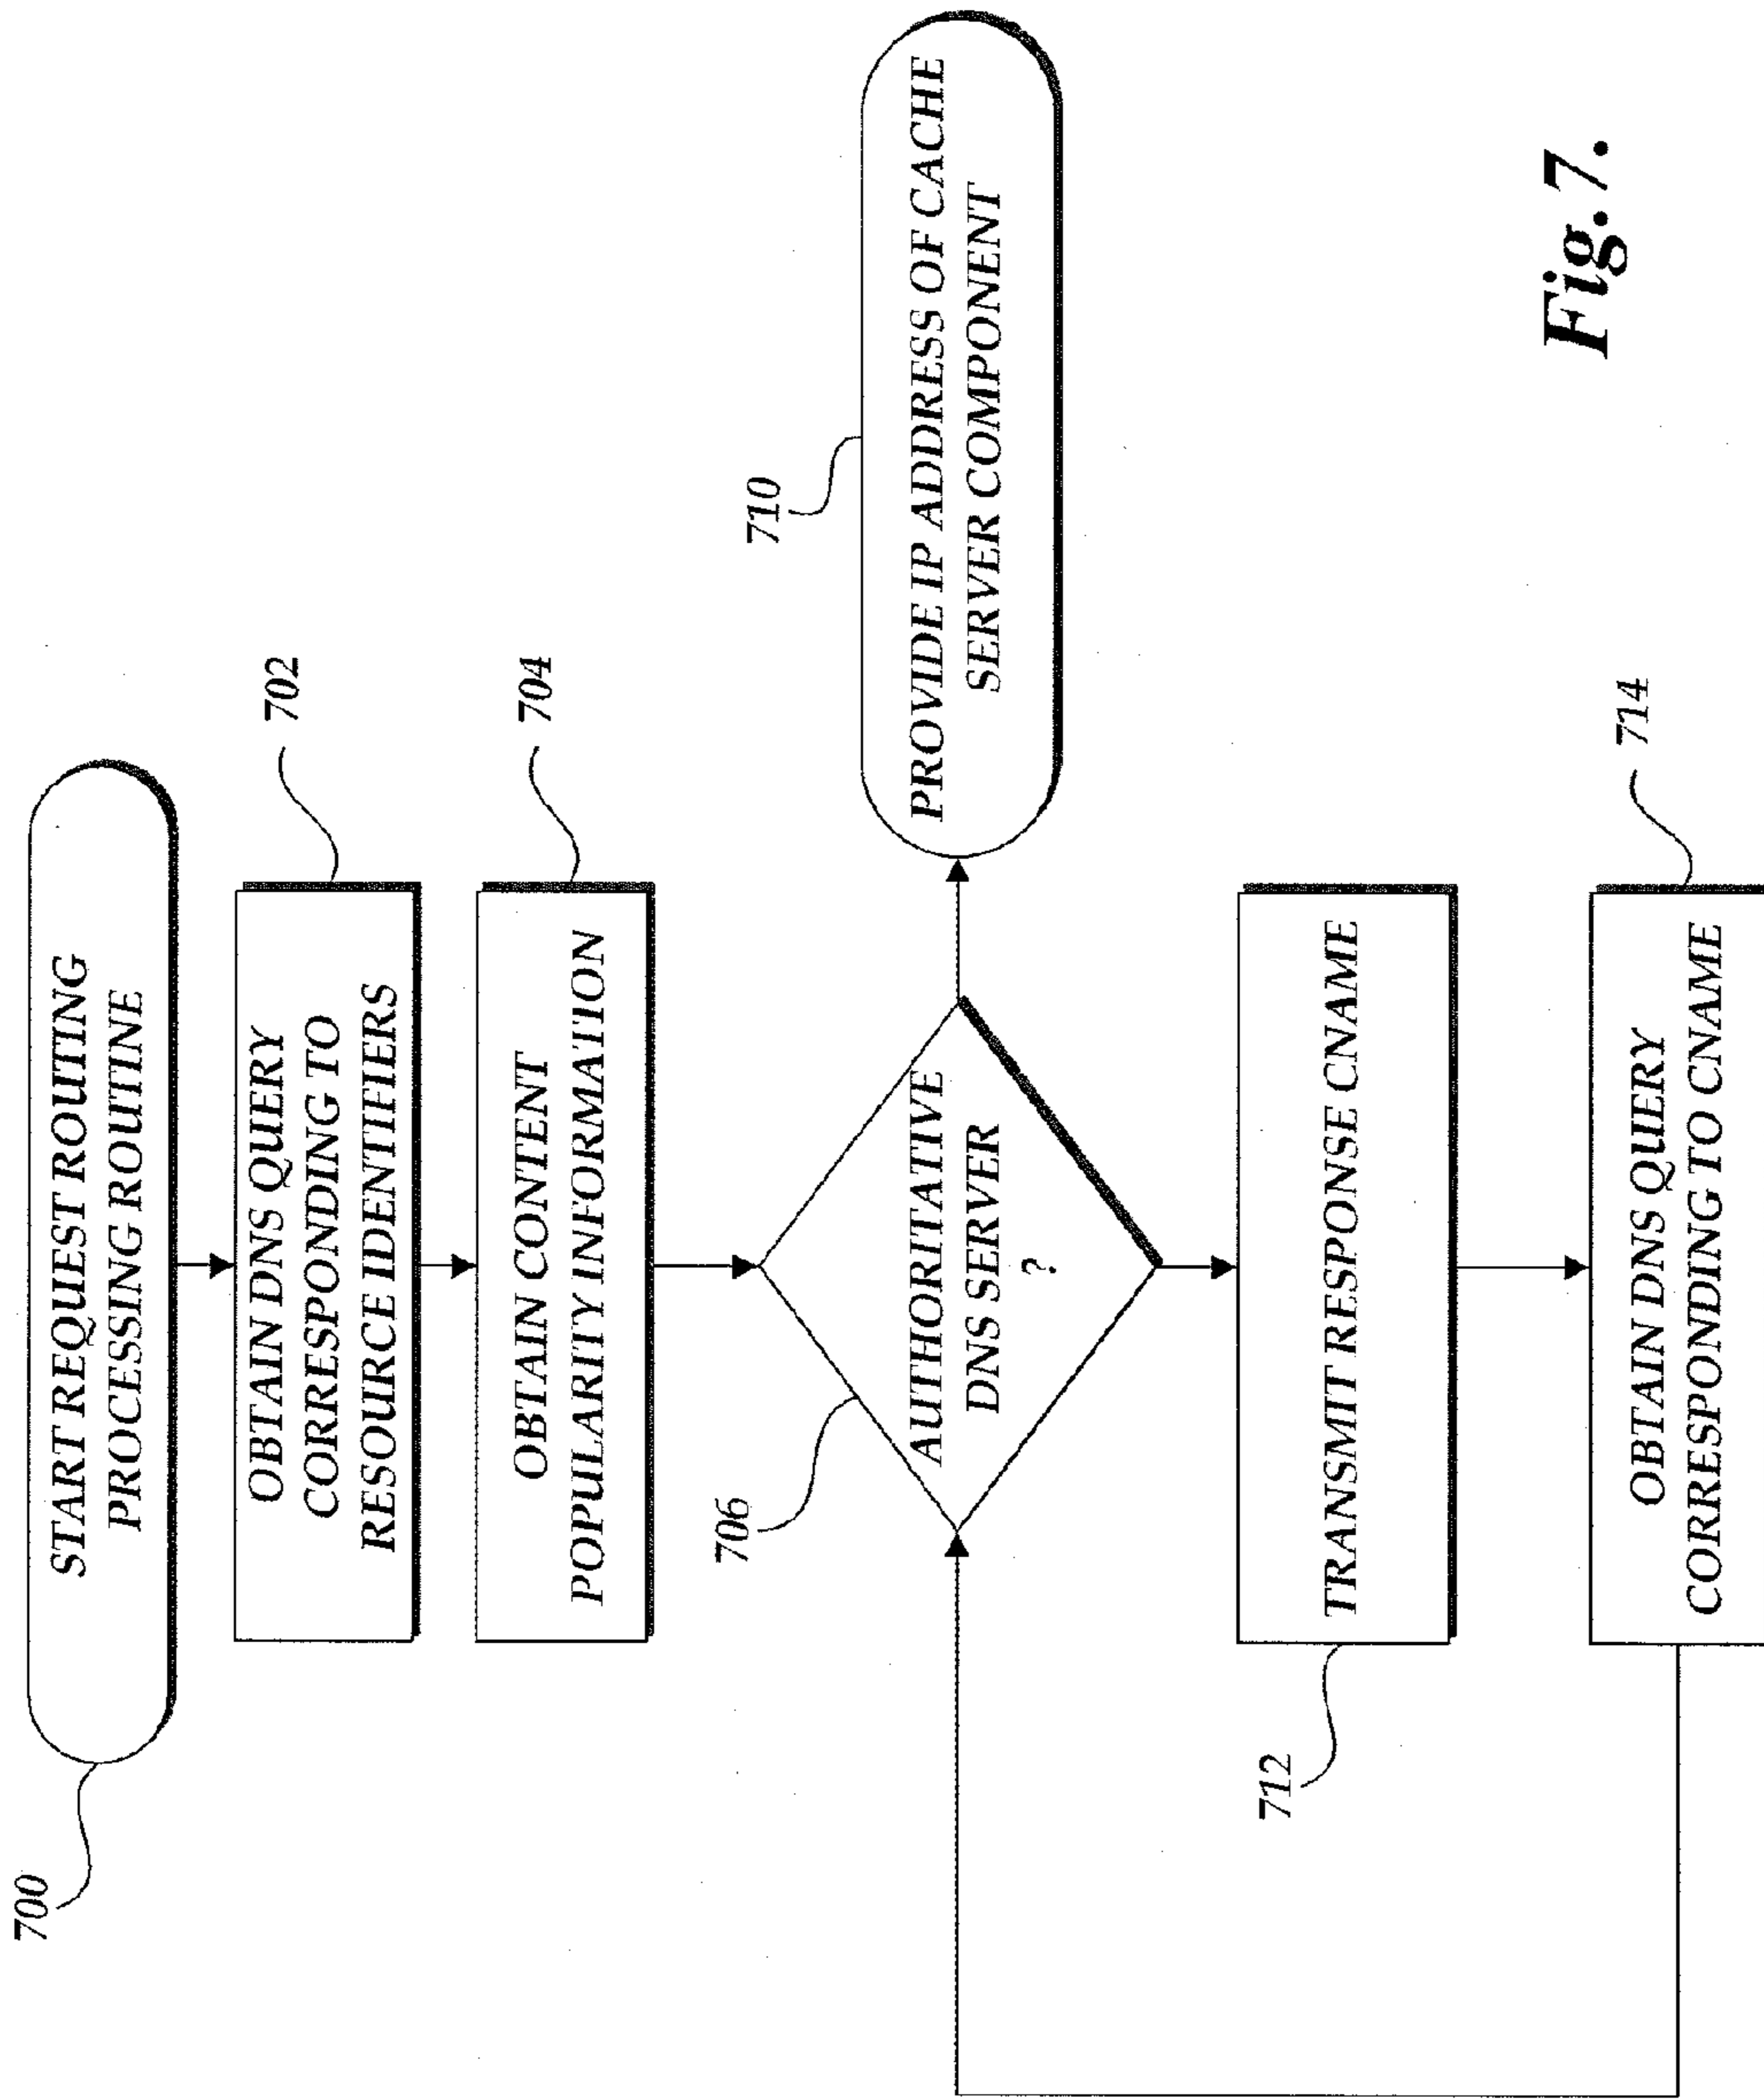 700
START REQUEST ROUTING
PROCESSING ROUTINE
702
OBTAIN DNS QUERY
CORRESPONDING TO
RESOURCE IDENTIFIERS
704
OBTAIN CONTENT
POPULARITY INFORMATION
706
AUTHORITATIVE
DNS SERVER
?
710
PROVIDE IP ADDRESS OF CACHE
SERVER COMPONENT
712
TRANSMIT RESPONSE CNAME
714
OBTAIN DNS QUERY
CORRESPONDING TO CNAME
Fig.7.